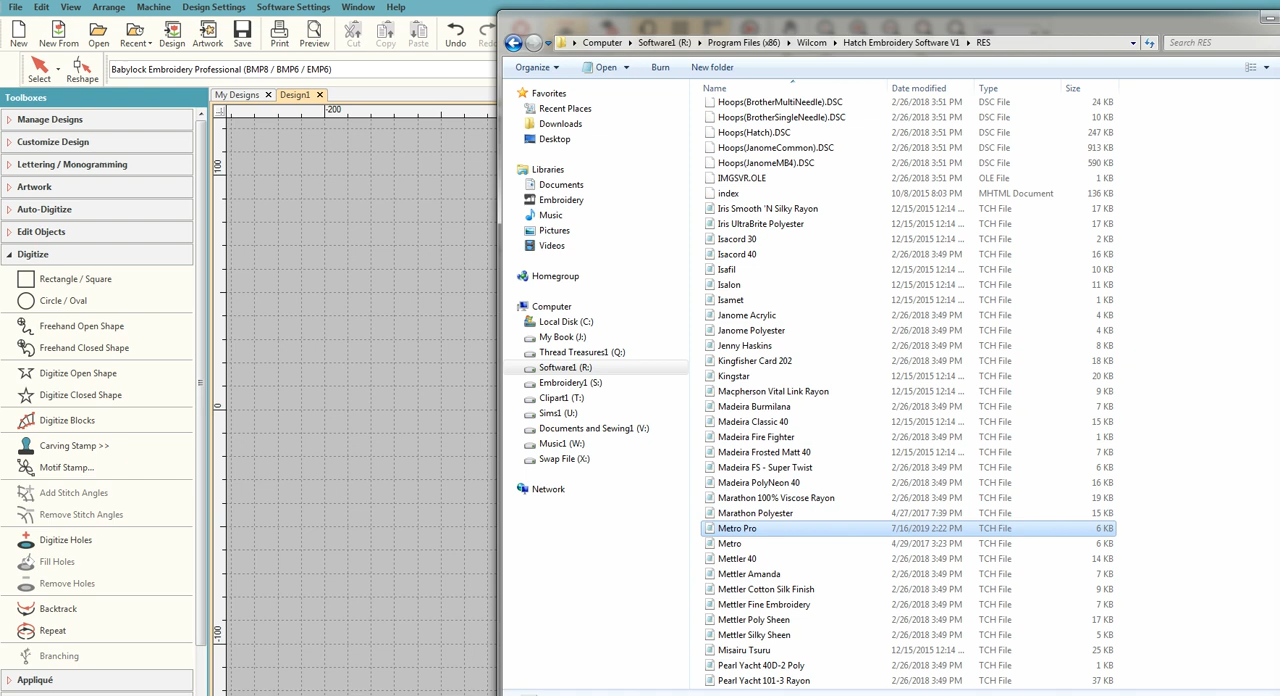 File Edit View Arrange Machine Design Settings Software Settings Window Help
New New From Open Recent Design Artwork Save Print Preview Cut Copy Paste Undo Redo
Select Reshape Babylock Embroidery Professional (BMP8 / BMP6 / EMP6)
Toolboxes
Manage Designs
Customize Design
Lettering / Monogramming
Artwork
Auto-Digitize
Edit Objects
Digitize
Rectangle / Square
Circle / Oval
Freehand Open Shape
Freehand Closed Shape
Digitize Open Shape
Digitize Closed Shape
Digitize Blocks
Carving Stamp >>
Motif Stamp...
Add Stitch Angles
Remove Stitch Angles
Digitize Holes
Fill Holes
Remove Holes
Backtrack
Repeat
Branching
Appliqué
My Designs Design1
-200
100
0
-100
Computer Software1 (R:) Program Files (x86) Wilcom Hatch Embroidery Software V1 RES Search RES
Organize Open Burn New folder
Favorites
Recent Places
Downloads
Desktop
Libraries
Documents
Embroidery
Music
Pictures
Videos
Homegroup
Computer
Local Disk (C:)
My Book (J:)
Thread Treasures1 (Q:)
Software1 (R:)
Embroidery1 (S:)
Clipart1 (T:)
Sims1 (U:)
Documents and Sewing1 (V:)
Music1 (W:)
Swap File (X:)
Network
Name Date modified Type Size
Hoops(BrotherMultiNeedle).DSC 2/26/2018 3:51 PM DSC File 24 KB
Hoops(BrotherSingleNeedle).DSC 2/26/2018 3:51 PM DSC File 10 KB
Hoops(Hatch).DSC 2/26/2018 3:51 PM DSC File 247 KB
Hoops(JanomeCommon).DSC 2/26/2018 3:51 PM DSC File 913 KB
Hoops(JanomeMB4).DSC 2/26/2018 3:51 PM DSC File 590 KB
IMGSVR.OLE 2/26/2018 3:51 PM OLE File 1 KB
index 10/8/2015 8:03 PM MHTML Document 136 KB
Iris Smooth 'N Silky Rayon 12/15/2015 12:14 ... TCH File 17 KB
Iris UltraBrite Polyester 12/15/2015 12:14 ... TCH File 17 KB
Isacord 30 12/15/2015 12:14 ... TCH File 2 KB
Isacord 40 2/26/2018 3:49 PM TCH File 16 KB
Isafil 12/15/2015 12:14 ... TCH File 10 KB
Isalon 12/15/2015 12:14 ... TCH File 11 KB
Isamet 12/15/2015 12:14 ... TCH File 1 KB
Janome Acrylic 2/26/2018 3:49 PM TCH File 4 KB
Janome Polyester 2/26/2018 3:49 PM TCH File 4 KB
Jenny Haskins 2/26/2018 3:49 PM TCH File 8 KB
Kingfisher Card 202 2/26/2018 3:49 PM TCH File 18 KB
Kingstar 12/15/2015 12:14 ... TCH File 20 KB
Macpherson Vital Link Rayon 12/15/2015 12:14 ... TCH File 9 KB
Madeira Burmilana 2/26/2018 3:49 PM TCH File 7 KB
Madeira Classic 40 12/15/2015 12:14 ... TCH File 15 KB
Madeira Fire Fighter 2/26/2018 3:49 PM TCH File 1 KB
Madeira Frosted Matt 40 12/15/2015 12:14 ... TCH File 7 KB
Madeira FS - Super Twist 2/26/2018 3:49 PM TCH File 6 KB
Madeira PolyNeon 40 2/26/2018 3:49 PM TCH File 16 KB
Marathon 100% Viscose Rayon 2/26/2018 3:49 PM TCH File 19 KB
Marathon Polyester 4/27/2017 7:39 PM TCH File 15 KB
Metro Pro 7/16/2019 2:22 PM TCH File 6 KB
Metro 4/29/2017 3:23 PM TCH File 6 KB
Mettler 40 2/26/2018 3:49 PM TCH File 14 KB
Mettler Amanda 2/26/2018 3:49 PM TCH File 7 KB
Mettler Cotton Silk Finish 2/26/2018 3:49 PM TCH File 9 KB
Mettler Fine Embroidery 2/26/2018 3:49 PM TCH File 7 KB
Mettler Poly Sheen 2/26/2018 3:49 PM TCH File 17 KB
Mettler Silky Sheen 2/26/2018 3:49 PM TCH File 5 KB
Misairu Tsuru 12/15/2015 12:14 ... TCH File 25 KB
Pearl Yacht 40D-2 Poly 2/26/2018 3:49 PM TCH File 1 KB
Pearl Yacht 101-3 Rayon 2/26/2018 3:49 PM TCH File 37 KB